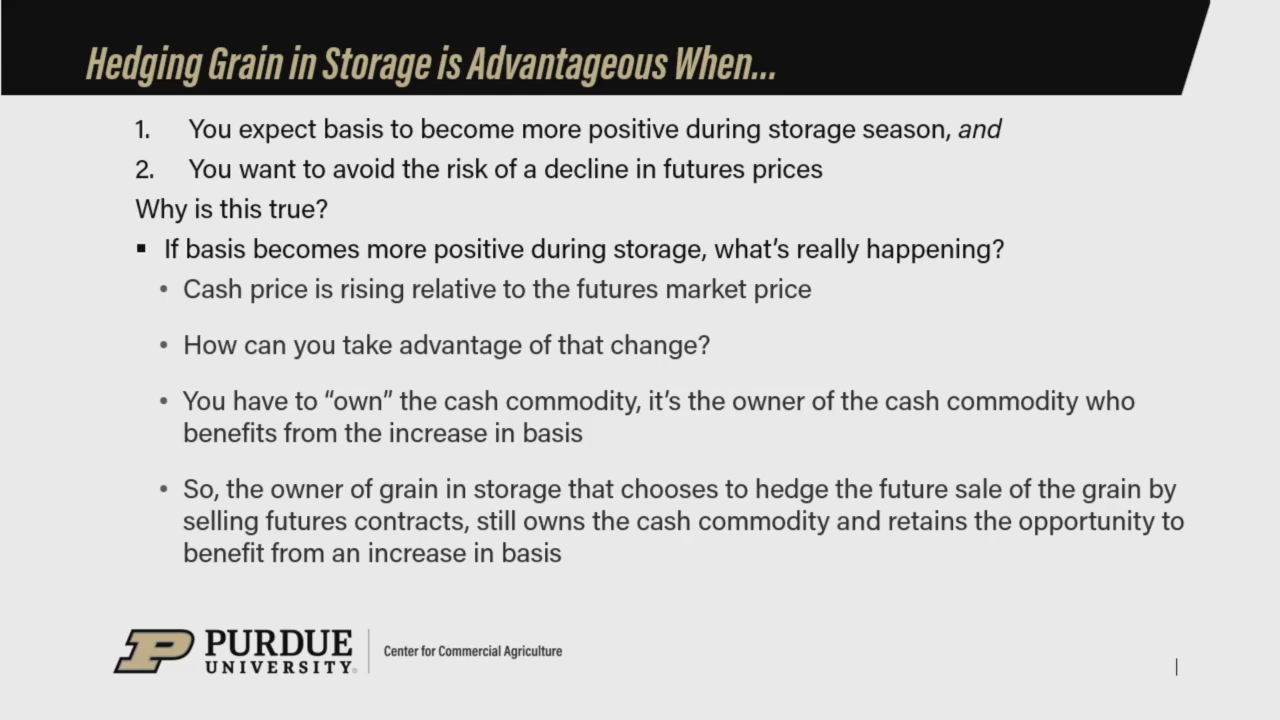 Hedging Grain in Storage is Advantageous When...
1. You expect basis to become more positive during storage season, and
2. You want to avoid the risk of a decline in futures prices
Why is this true?
▪ If basis becomes more positive during storage, what's really happening?
• Cash price is rising relative to the futures market price
• How can you take advantage of that change?
• You have to “own” the cash commodity, it's the owner of the cash commodity who
benefits from the increase in basis
• So, the owner of grain in storage that chooses to hedge the future sale of the grain by
selling futures contracts, still owns the cash commodity and retains the opportunity to
benefit from an increase in basis
P PURDUE
UNIVERSITY®
Center for Commercial Agriculture
|